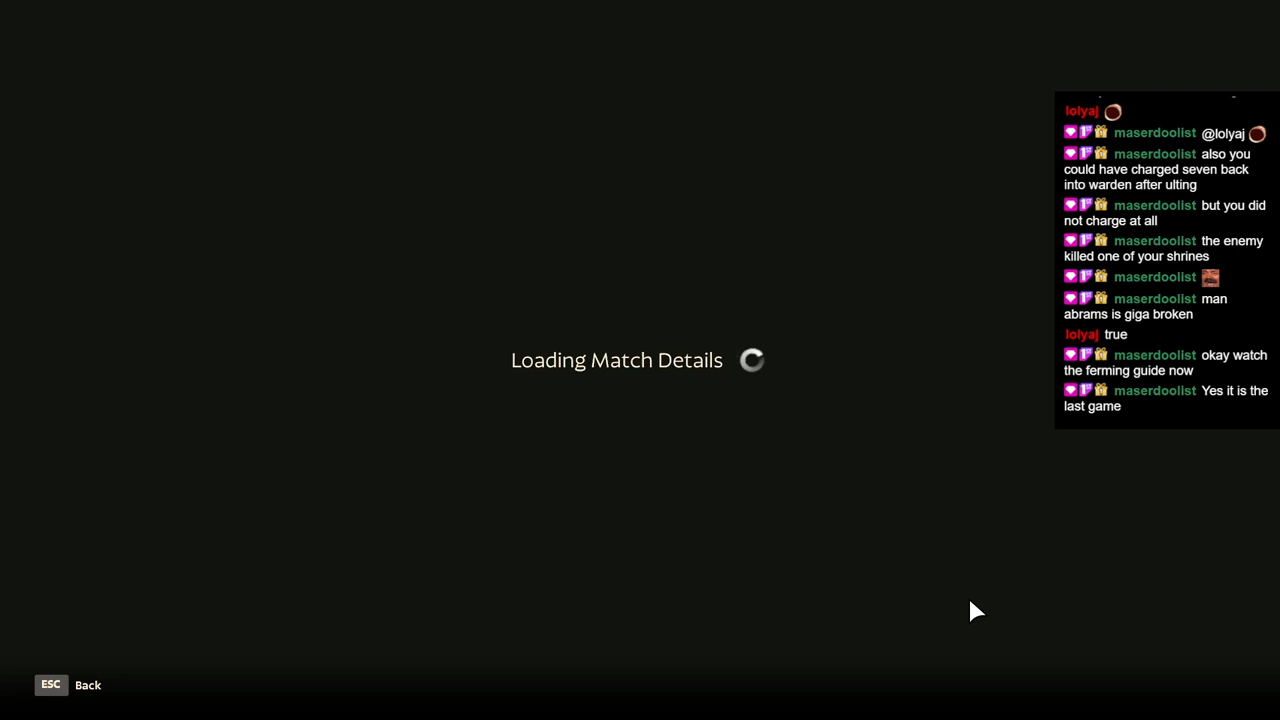 lolyaj
maserdoolist @lolyaj
maserdoolist also you
could have charged seven back
into warden after ulting
maserdoolist but you did
not charge at all
maserdoolist the enemy
killed one of your shrines
maserdoolist
maserdoolist man
abrams is giga broken
lolyaj true
maserdoolist okay watch
the ferming guide now
maserdoolist Yes it is the
last game
Loading Match Details
ESC Back